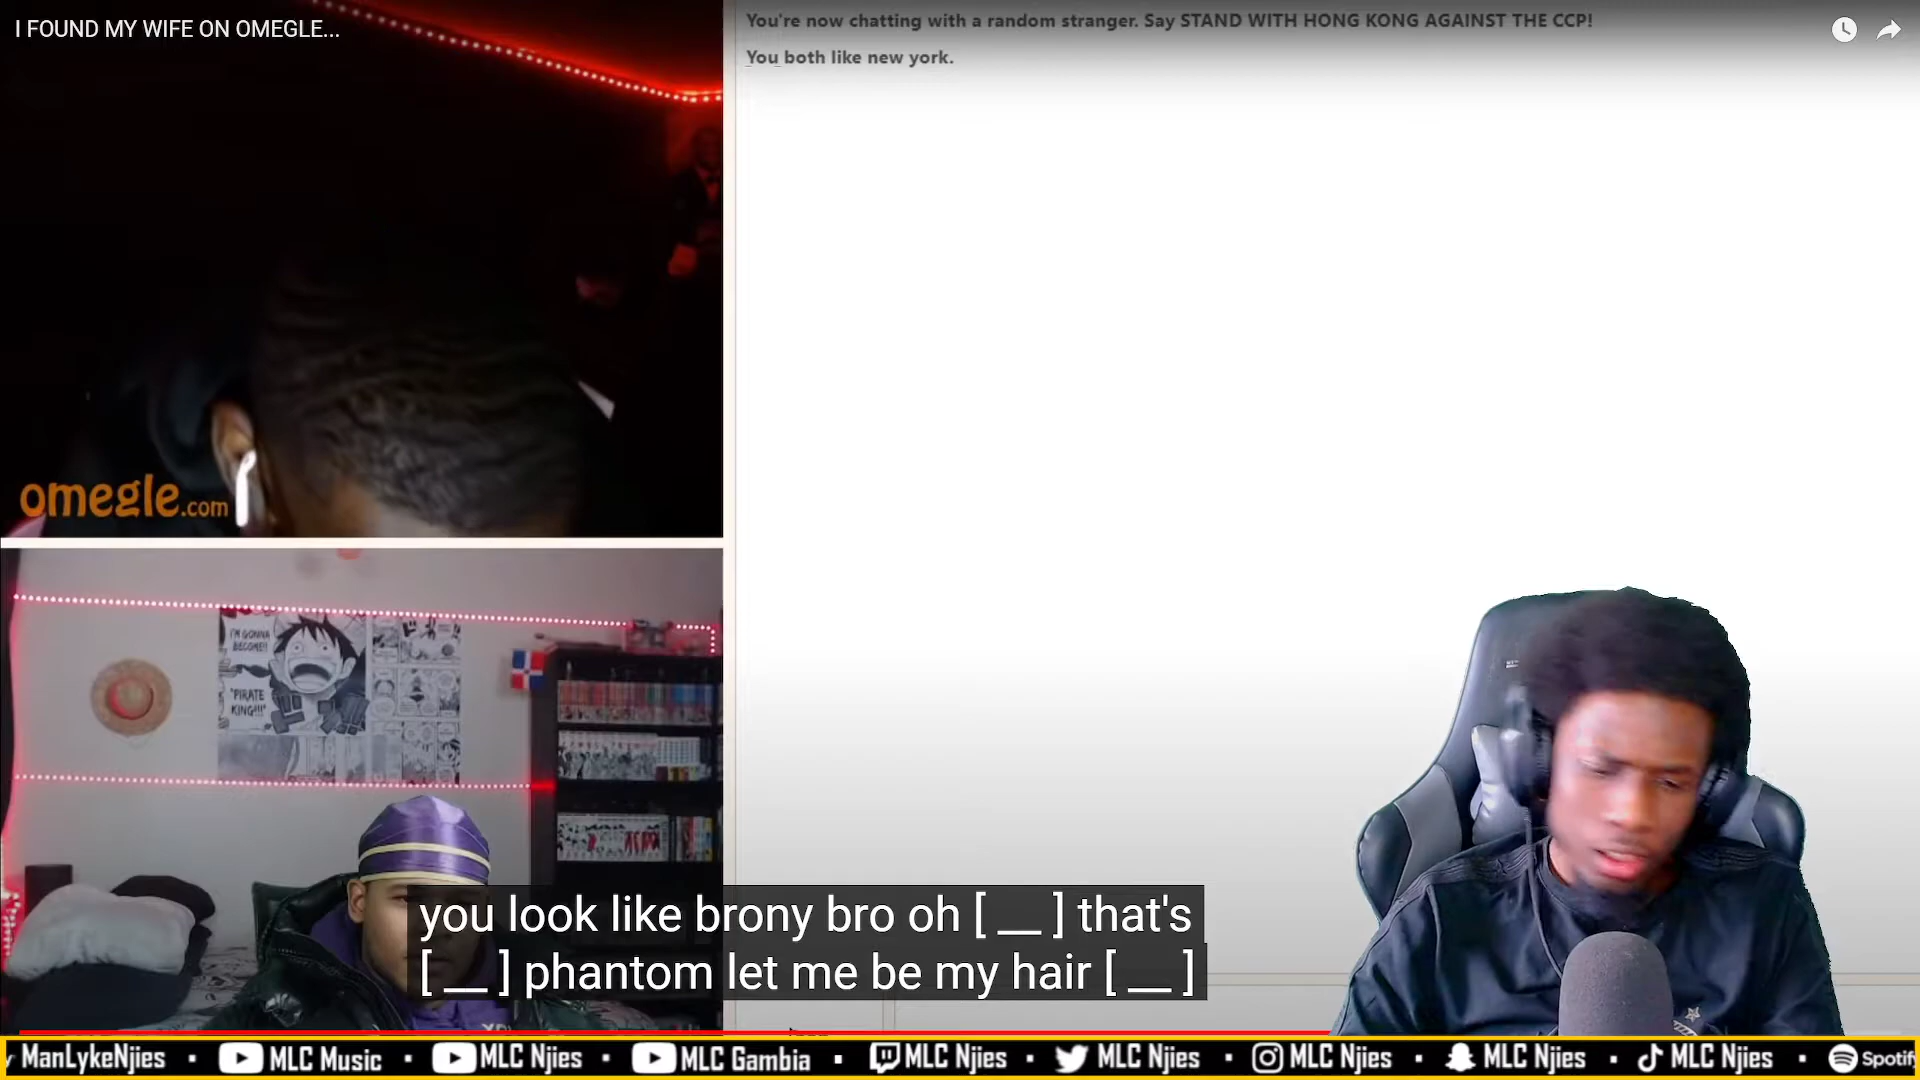 I FOUND MY WIFE ON OMEGLE...
You're now chatting with a random stranger. Say STAND WITH HONG KONG AGAINST THE CCP!
You both like new york.
omegle.com
I'M GONNA
BECOME!!
"PIRATE
KING!!!"
you look like brony bro oh [ __ ] that's
[ __ ] phantom let me be my hair [ __ ]
ManLykeNjies · MLC Music · MLC Njies · MLC Gambia · MLC Njies · MLC Njies · MLC Njies · MLC Njies · MLC Njies · Spotify